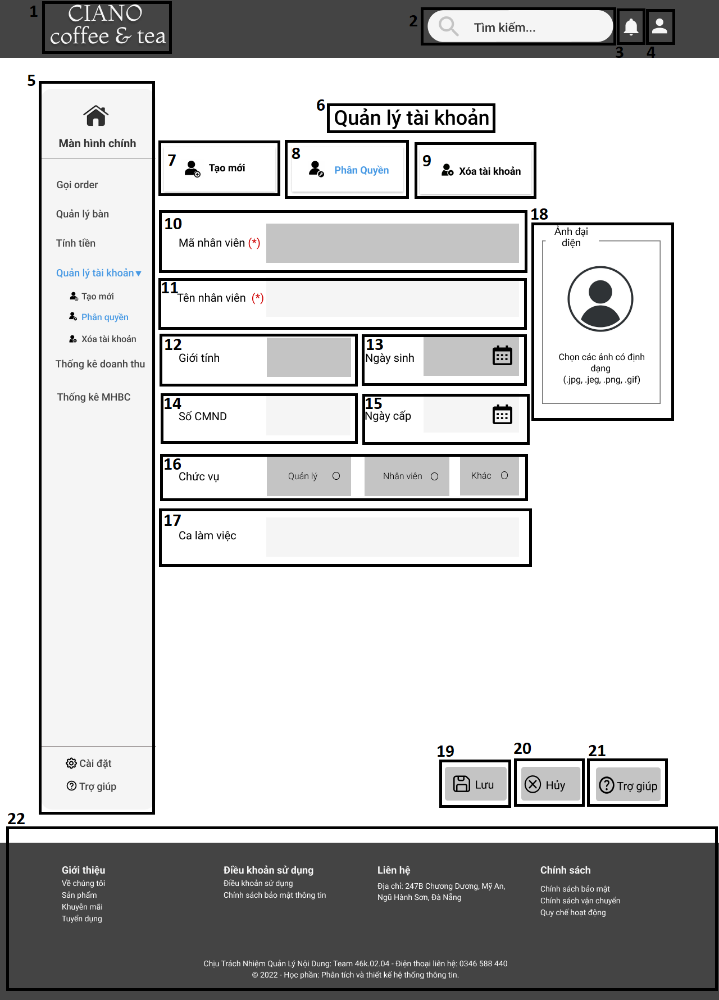 1
CIANO
coffee & tea
2
Tìm kiếm...
3
4
5
Màn hình chính
Gọi order
Quản lý bàn
Tính tiền
Quản lý tài khoản
Tạo mới
Phân quyền
Xóa tài khoản
Thống kê doanh thu
Thống kê MHBC
Cài đặt
Trợ giúp
6
Quản lý tài khoản
7
Tạo mới
8
Phân Quyền
9
Xóa tài khoản
10
Mã nhân viên (*)
11
Tên nhân viên (*)
12
Giới tính
13
Ngày sinh
14
Số CMND
15
Ngày cấp
16
Chức vụ
Quản lý
Nhân viên
Khác
17
Ca làm việc
18
Ảnh đại
diện
Chọn các ảnh có định
dạng
(.jpg, .jeg, .png, .gif)
19
Lưu
20
Hủy
21
Trợ giúp
22
Giới thiệu
Về chúng tôi
Sản phẩm
Khuyễn mãi
Tuyển dụng
Điều khoản sử dụng
Điều khoản sử dụng
Chính sách bảo mật thông tin
Liên hệ
Địa chỉ: 247B Chương Dương, Mỹ An,
Ngũ Hành Sơn, Đà Nẵng
Chính sách
Chính sách bảo mật
Chính sách vận chuyển
Quy chế hoạt động
Chịu Trách Nhiệm Quản Lý Nội Dung: Team 46k.02.04 - Điện thoại liên hệ: 0346 588 440
© 2022 - Học phần: Phân tích và thiết kế hệ thống thông tin.